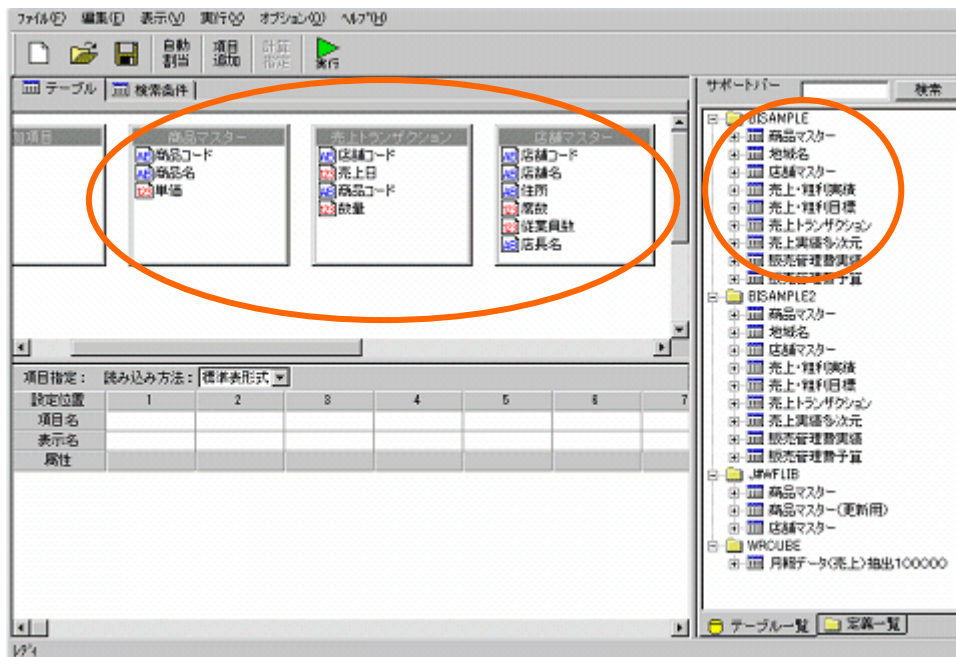 ファイル(F) 編集(E) 表示(V) 実行(X) オプション(O) ヘルプ(H)
自動割当 項目追加 計算指定 実行
テーブル 検索条件
加項目
商品マスター
商品コード
商品名
単価
売上トランザクション
店舗コード
売上日
商品コード
数量
店舗マスター
店舗コード
店舗名
住所
席数
従業員数
店長名
項目指定： 読み込み方法： 標準表形式
設定位置 1 2 3 4 5 6 7
項目名
表示名
属性
サポートバー 検索
BISAMPLE
商品マスター
地域名
店舗マスター
売上・粗利実績
売上・粗利目標
売上トランザクション
売上実績多次元
販売管理費実績
販売管理費予算
BISAMPLE2
商品マスター
地域名
店舗マスター
売上・粗利実績
売上・粗利目標
売上トランザクション
売上実績多次元
販売管理費実績
販売管理費予算
J#WFLIB
商品マスター
商品マスター(更新用)
店舗マスター
WRCUBE
月報データ(売上)抽出100000
テーブル一覧 定義一覧
レディ